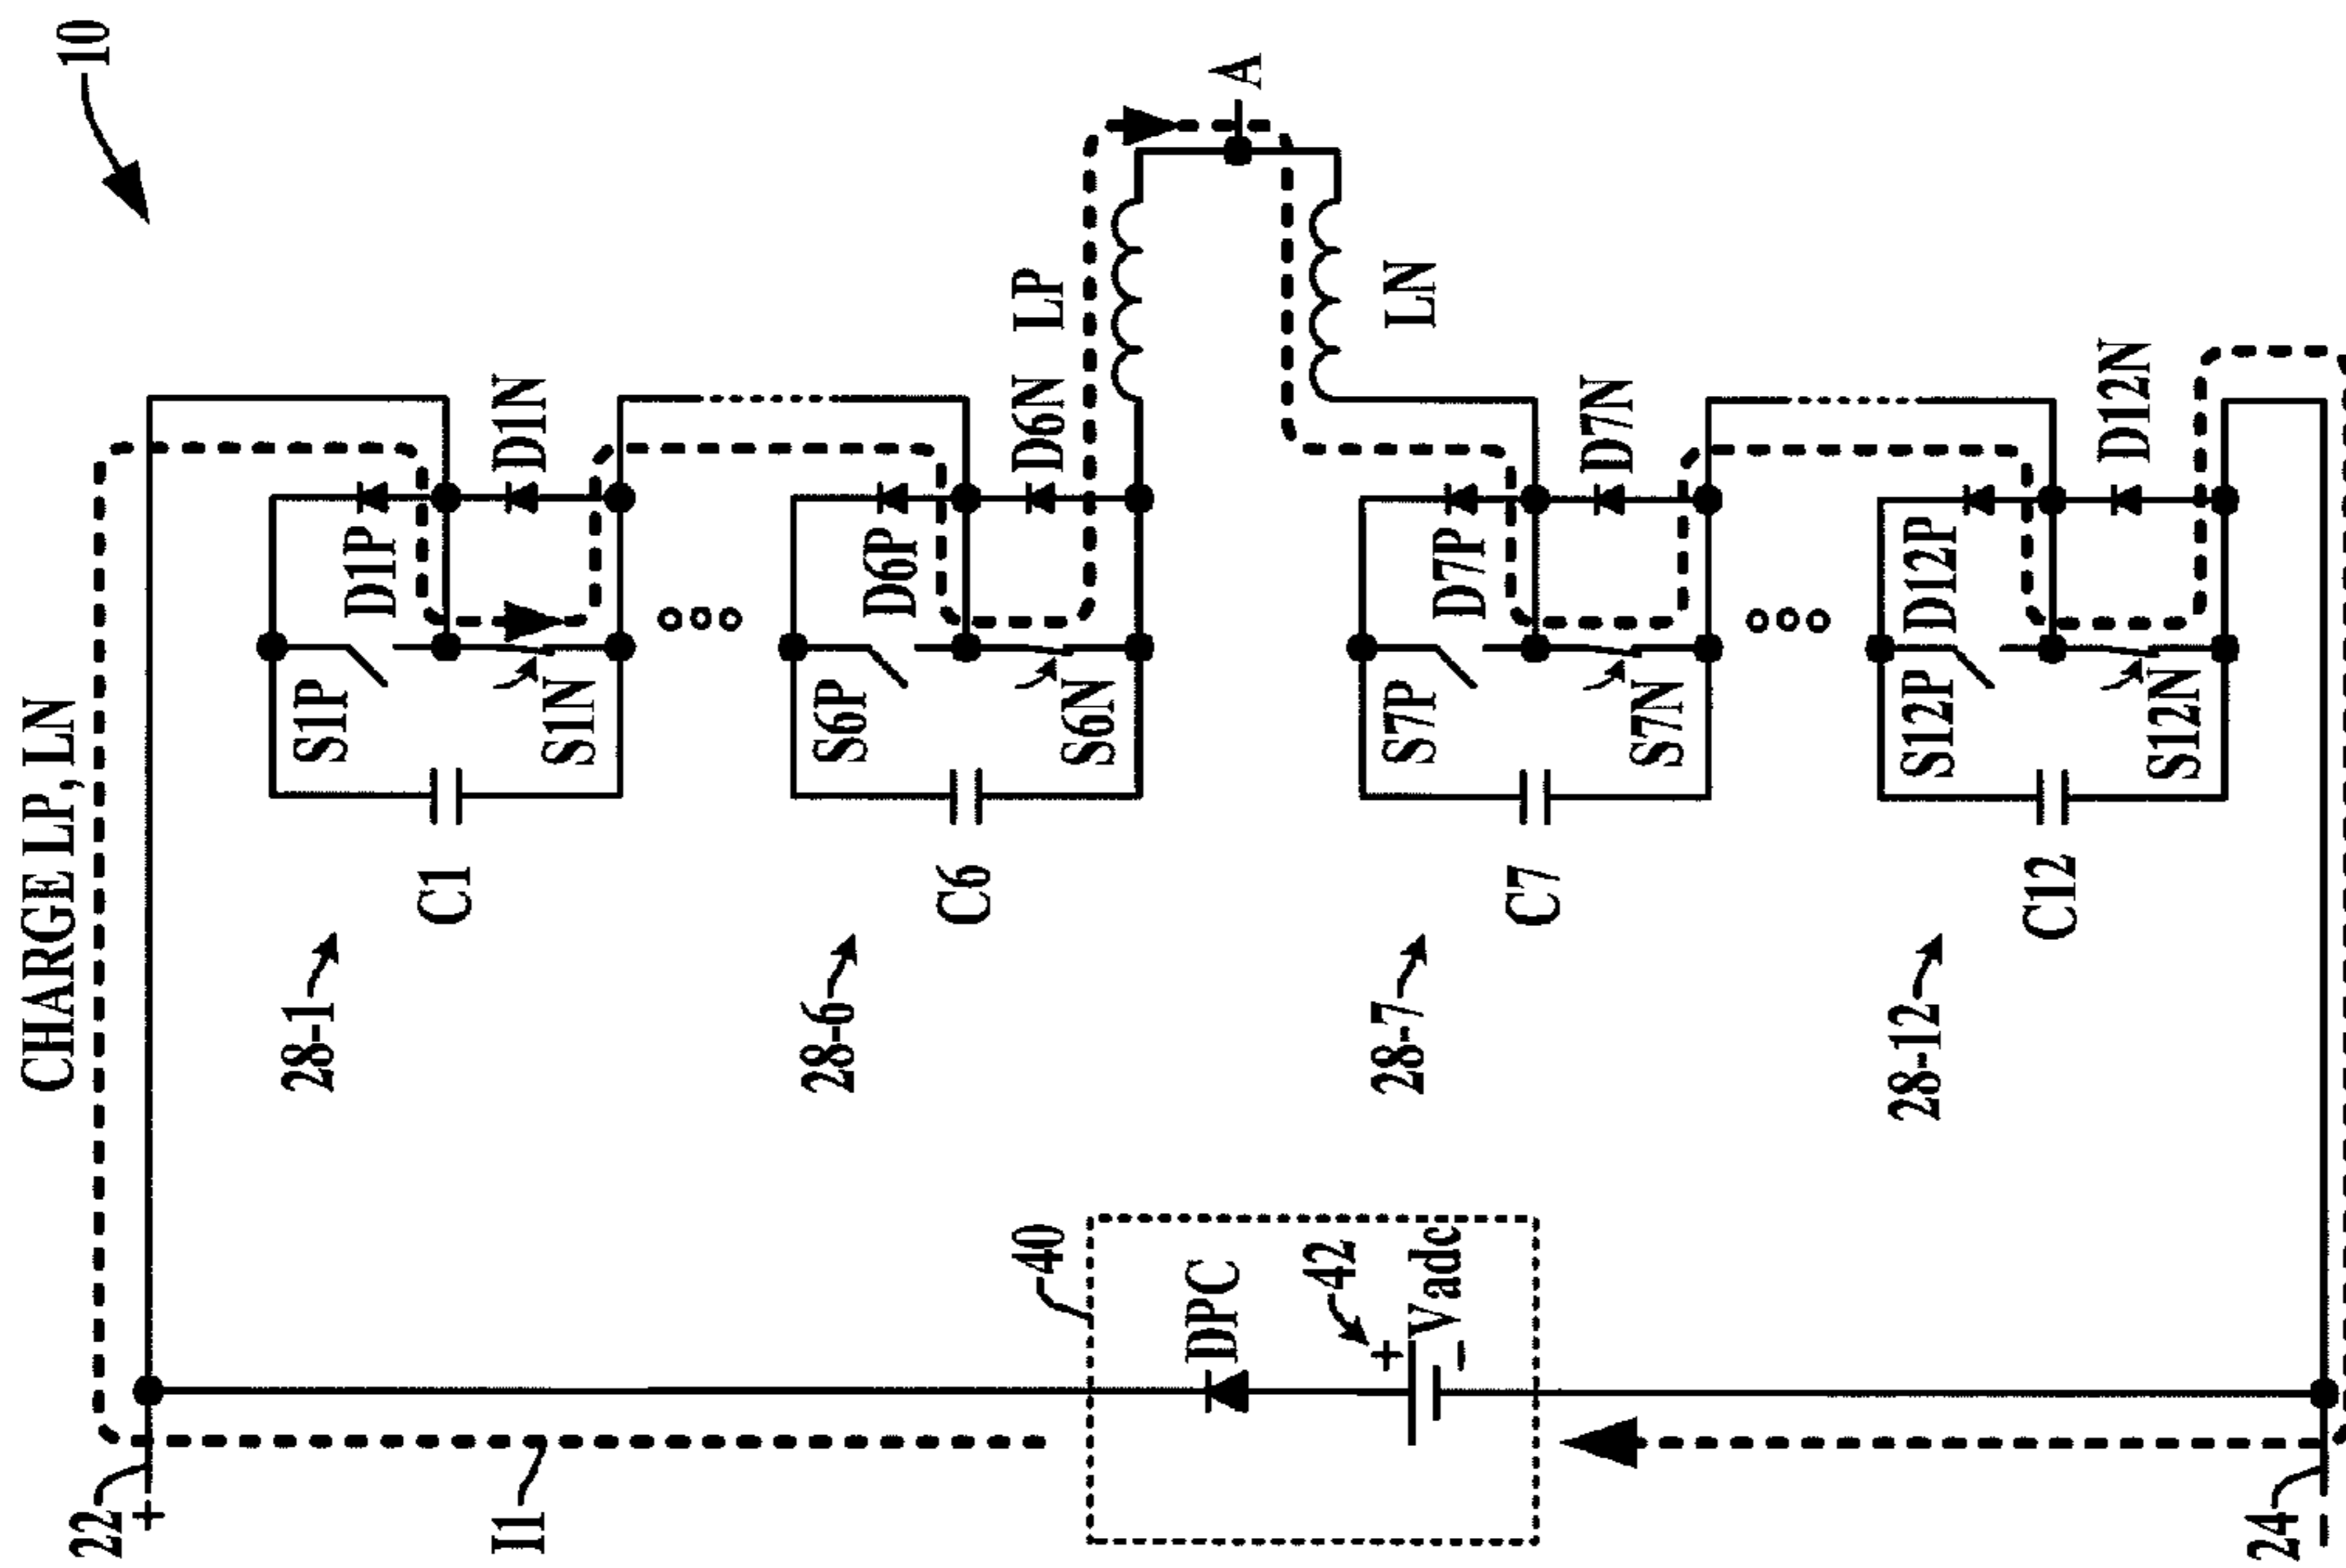 10
CHARGE LP, LN
22
+
I1
28-1
C1
S1P
D1P
S1N
D1N
28-6
C6
S6P
D6P
S6N
D6N
LP
A
LN
40
DPC
42
+
Vadc
-
28-7
C7
S7P
D7P
S7N
D7N
28-12
C12
S12P
D12P
S12N
D12N
24
-